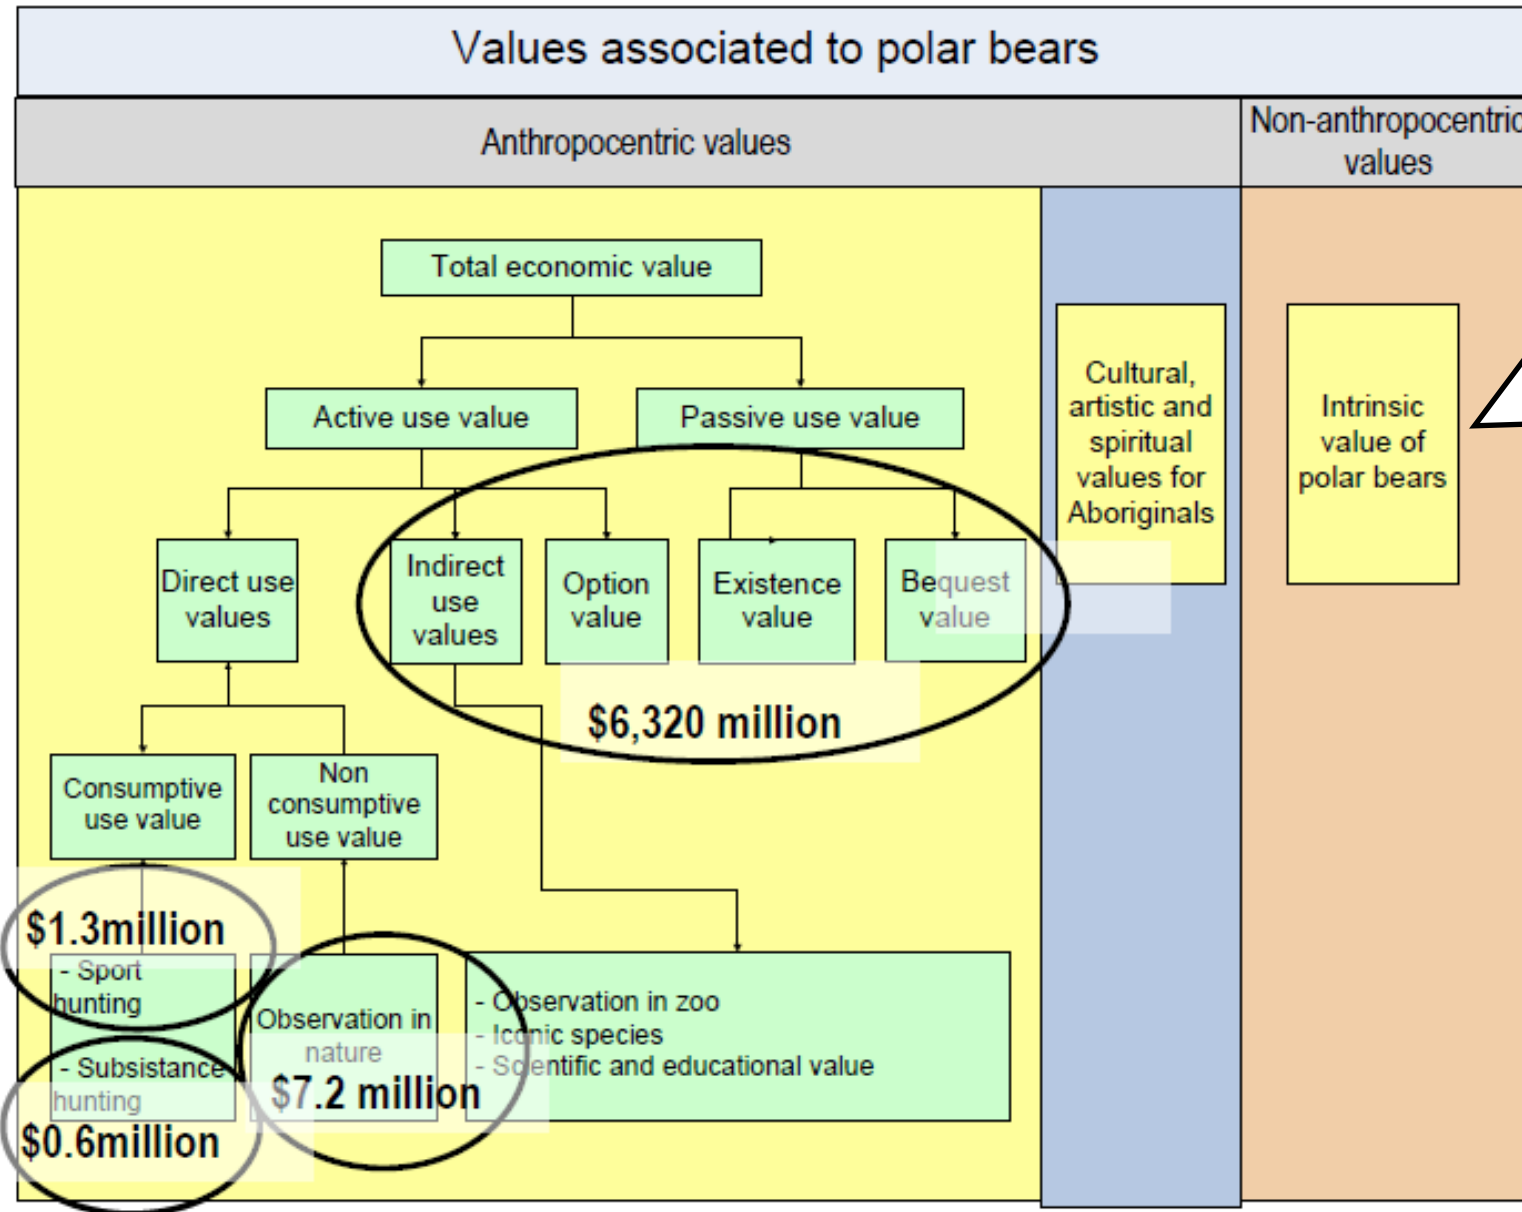 Values associated to polar bears
Anthropocentric values
Non-anthropocentric
values
Total economic value
Active use value
Passive use value
Cultural,
artistic and
spiritual
values for
Aboriginals
Intrinsic
value of
polar bears
Direct use
values
Indirect
use
values
Option
value
Existence
value
Bequest
value
$6,320 million
Consumptive
use value
Non
consumptive
use value
$1.3million
- Sport
hunting
- Subsistance
hunting
$0.6million
Observation in
nature
$7.2 million
- Observation in zoo
- Iconic species
- Scientific and educational value